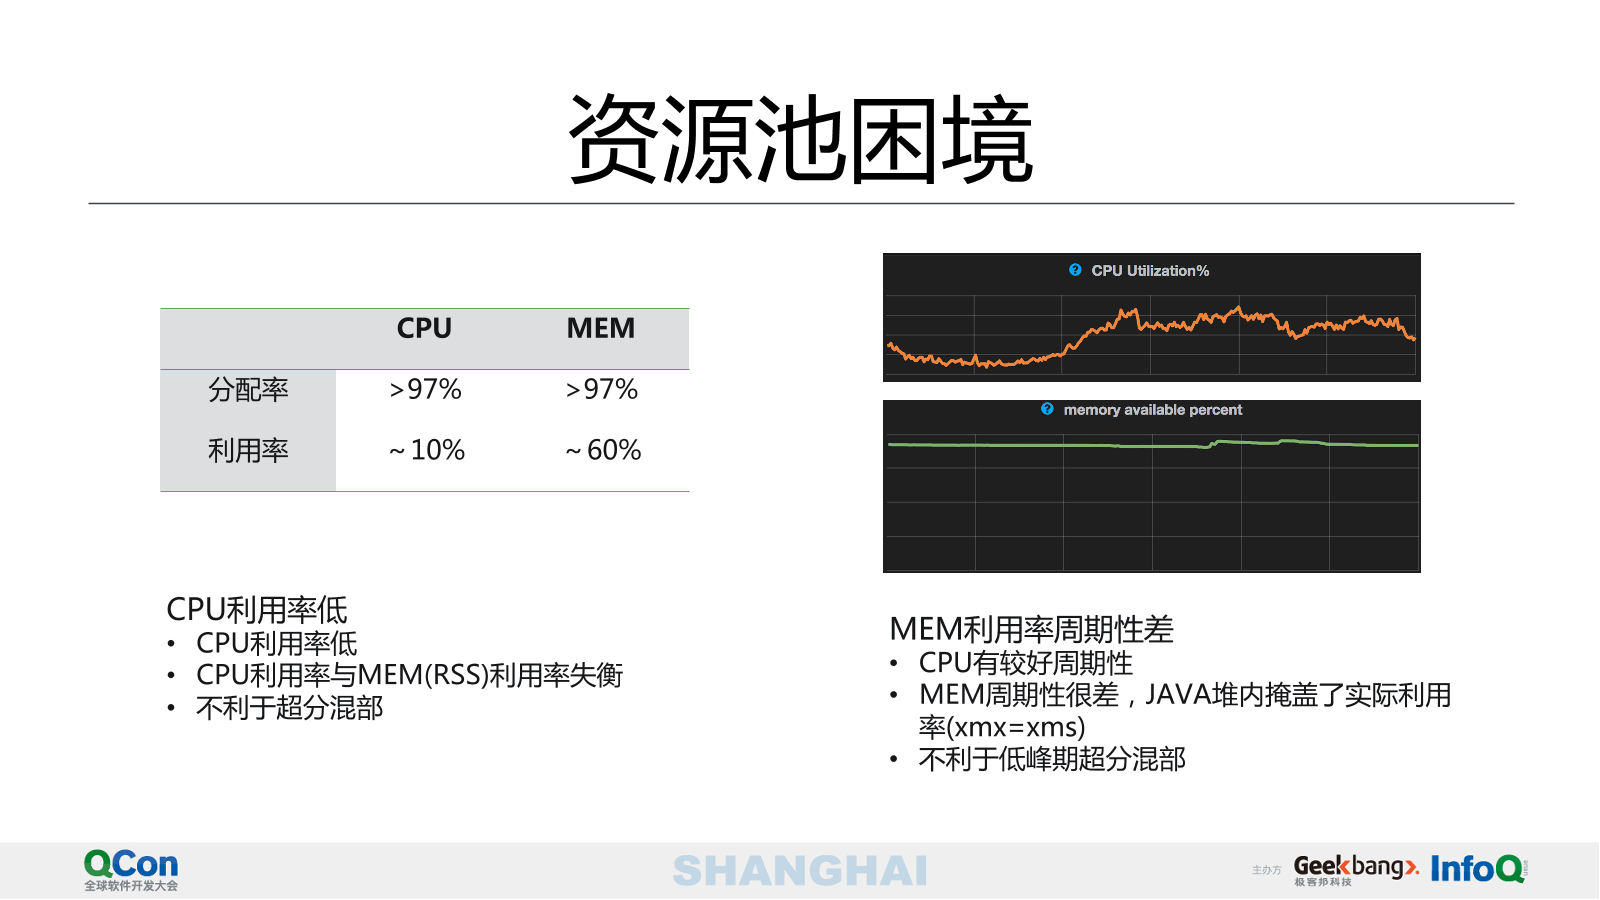 资源池困境
CPU MEM
分配率 >97% >97%
利用率 ~10% ~60%
CPU利用率低
• CPU利用率低
• CPU利用率与MEM(RSS)利用率失衡
• 不利于超分混部
? CPU Utilization%
? memory available percent
MEM利用率周期性差
• CPU有较好周期性
• MEM周期性很差，JAVA堆内掩盖了实际利用
率(xmx=xms)
• 不利于低峰期超分混部
QCon
全球软件开发大会
SHANGHAI
主办方
Geekbang>.
极客邦科技
InfoQ